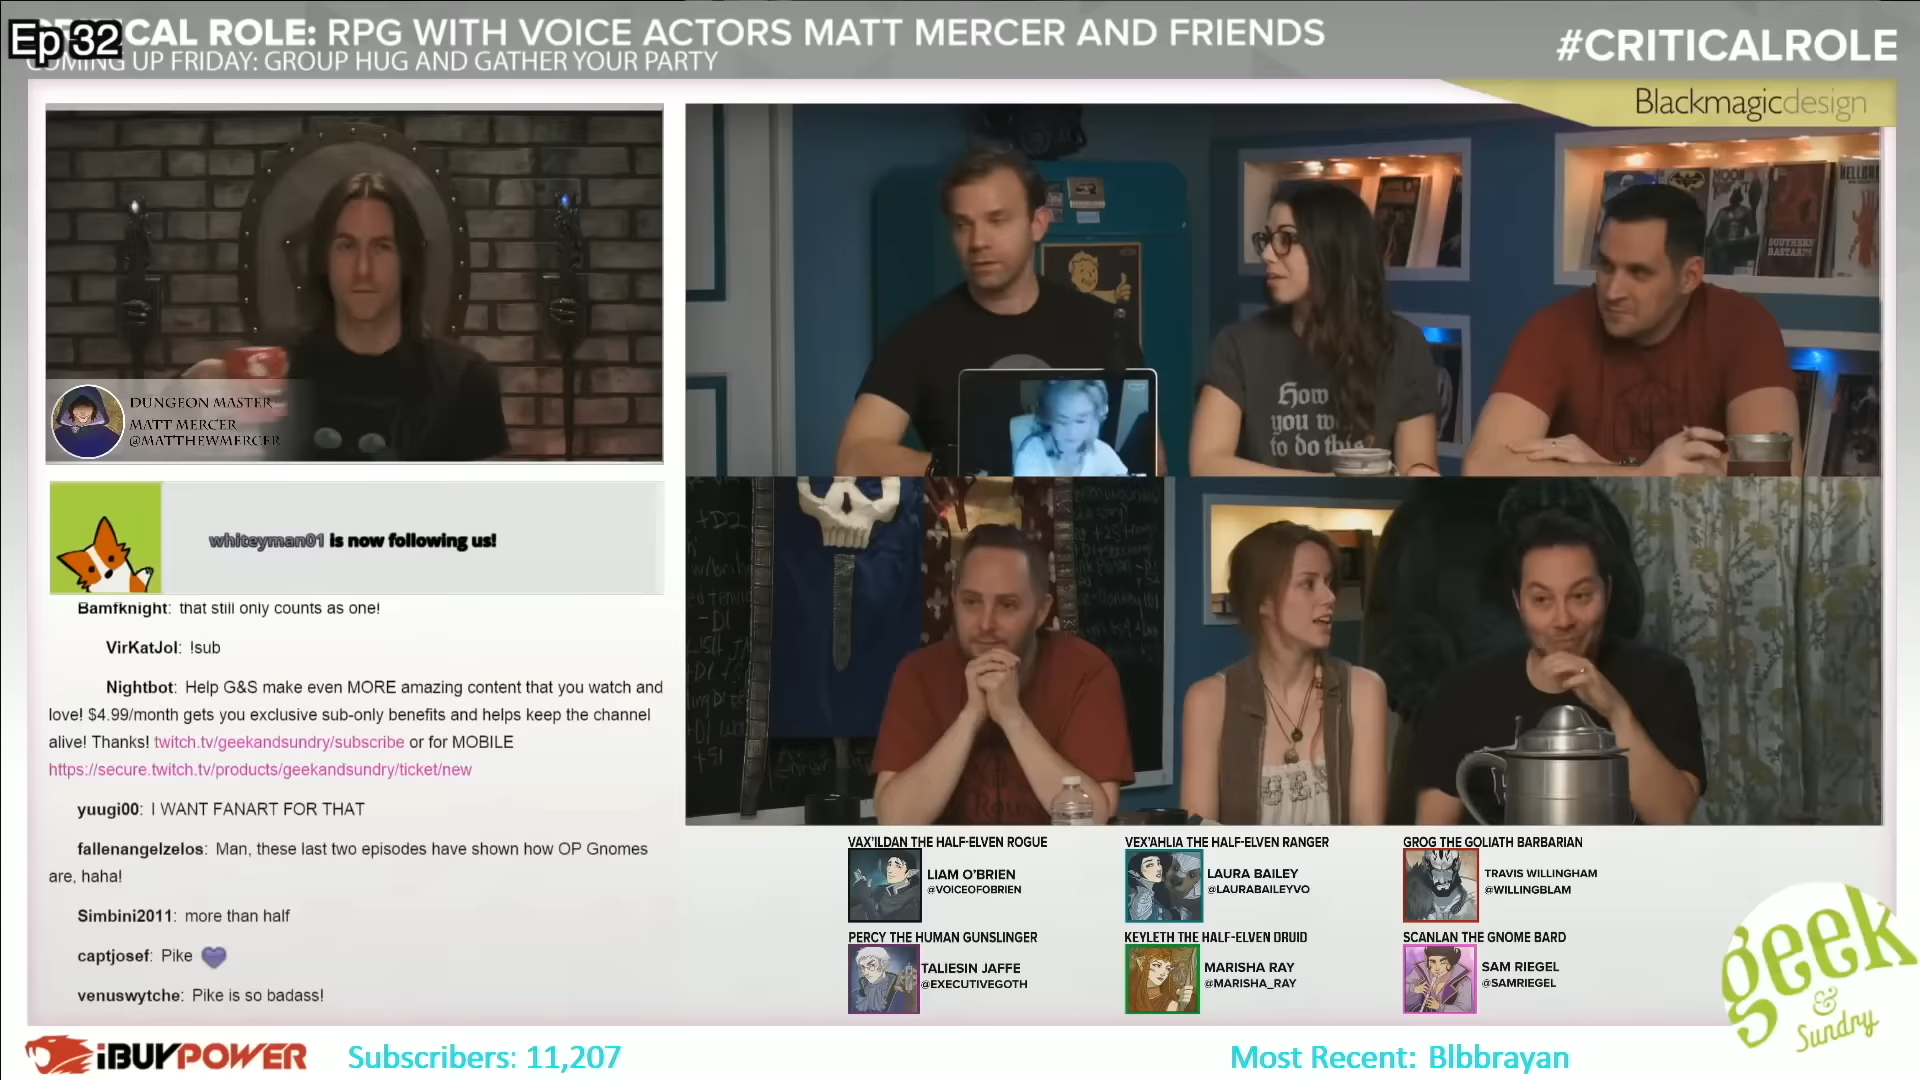 Ep 32
CAL ROLE: RPG WITH VOICE ACTORS MATT MERCER AND FRIENDS
COMING UP FRIDAY: GROUP HUG AND GATHER YOUR PARTY
#CRITICALROLE
Blackmagicdesign
DUNGEON MASTER
MATT MERCER
@MATTHEWMERCER
whiteyman01 is now following us!
Bamfknight: that still only counts as one!
VirKatJol: !sub
Nightbot: Help G&S make even MORE amazing content that you watch and
love! $4.99/month gets you exclusive sub-only benefits and helps keep the channel
alive! Thanks! twitch.tv/geekandsundry/subscribe or for MOBILE
https://secure.twitch.tv/products/geekandsundry/ticket/new
yuugi00: I WANT FANART FOR THAT
fallenangelzelos: Man, these last two episodes have shown how OP Gnomes
are, haha!
Simbini2011: more than half
captjosef: Pike
venuswytche: Pike is so badass!
SOUTHERN
BASTARDS
How
you
to do this?
VAX'ILDAN THE HALF-ELVEN ROGUE
LIAM O'BRIEN
@VOICEOFOBRIEN
VEX'AHLIA THE HALF-ELVEN RANGER
LAURA BAILEY
@LAURABAILEYVO
GROG THE GOLIATH BARBARIAN
TRAVIS WILLINGHAM
@WILLINGBLAM
PERCY THE HUMAN GUNSLINGER
TALIESIN JAFFE
@EXECUTIVEGOTH
KEYLETH THE HALF-ELVEN DRUID
MARISHA RAY
@MARISHA_RAY
SCANLAN THE GNOME BARD
SAM RIEGEL
@SAMRIEGEL
geek
&
Sundry
iBUYPOWER
Subscribers: 11,207
Most Recent: Blbbrayan